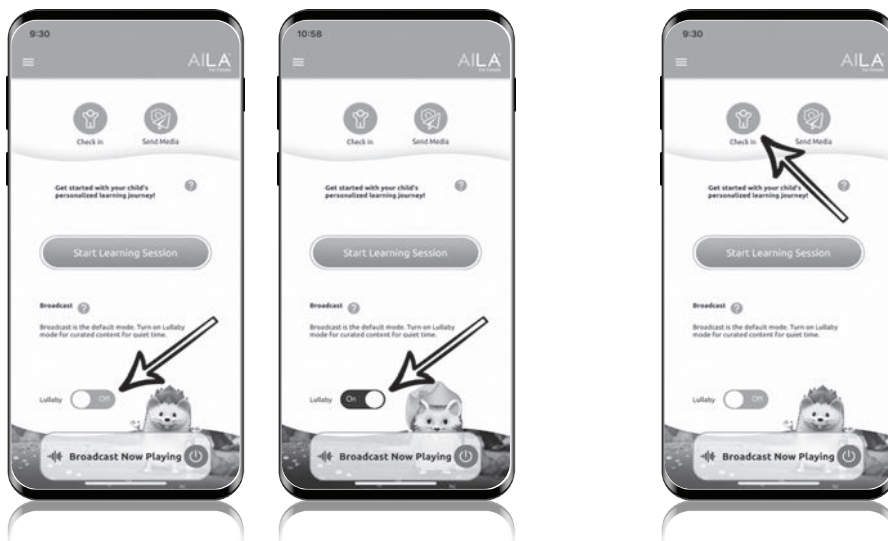 9:30
AILA
Check In
Send Media
Get started with your child's
personalized learning journey!
?
Start Learning Session
Broadcast ?
Broadcast is the default mode. Turn on Lullaby
mode for curated content for quiet time.
Lullaby Off
Broadcast Now Playing
10:58
AILA
Check In
Send Media
Get started with your child's
personalized learning journey!
?
Start Learning Session
Broadcast ?
Broadcast is the default mode. Turn on Lullaby
mode for curated content for quiet time.
Lullaby On
Broadcast Now Playing
9:30
AILA
Check In
Send Media
Get started with your child's
personalized learning journey!
?
Start Learning Session
Broadcast ?
Broadcast is the default mode. Turn on Lullaby
mode for curated content for quiet time.
Lullaby Off
Broadcast Now Playing